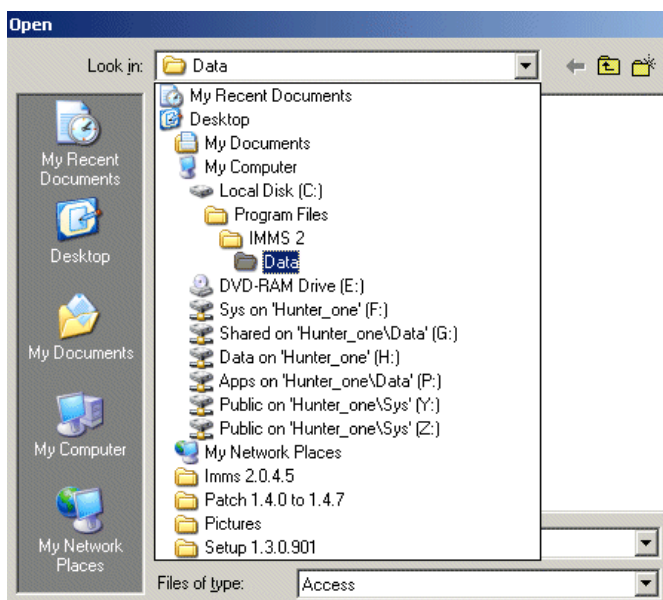 Open
Look in:
Data
My Recent Documents
Desktop
My Documents
My Computer
Local Disk (C:)
Program Files
IMMS 2
Data
DVD-RAM Drive (E:)
Sys on 'Hunter_one' (F:)
Shared on 'Hunter_one\Data' (G:)
Data on 'Hunter_one' (H:)
Apps on 'Hunter_one\Data' (P:)
Public on 'Hunter_one\Sys' (Y:)
Public on 'Hunter_one\Sys' (Z:)
My Network Places
Imms 2.0.4.5
Patch 1.4.0 to 1.4.7
Pictures
Setup 1.3.0.901
My Recent
Documents
Desktop
My Documents
My Computer
My Network
Places
Files of type:
Access